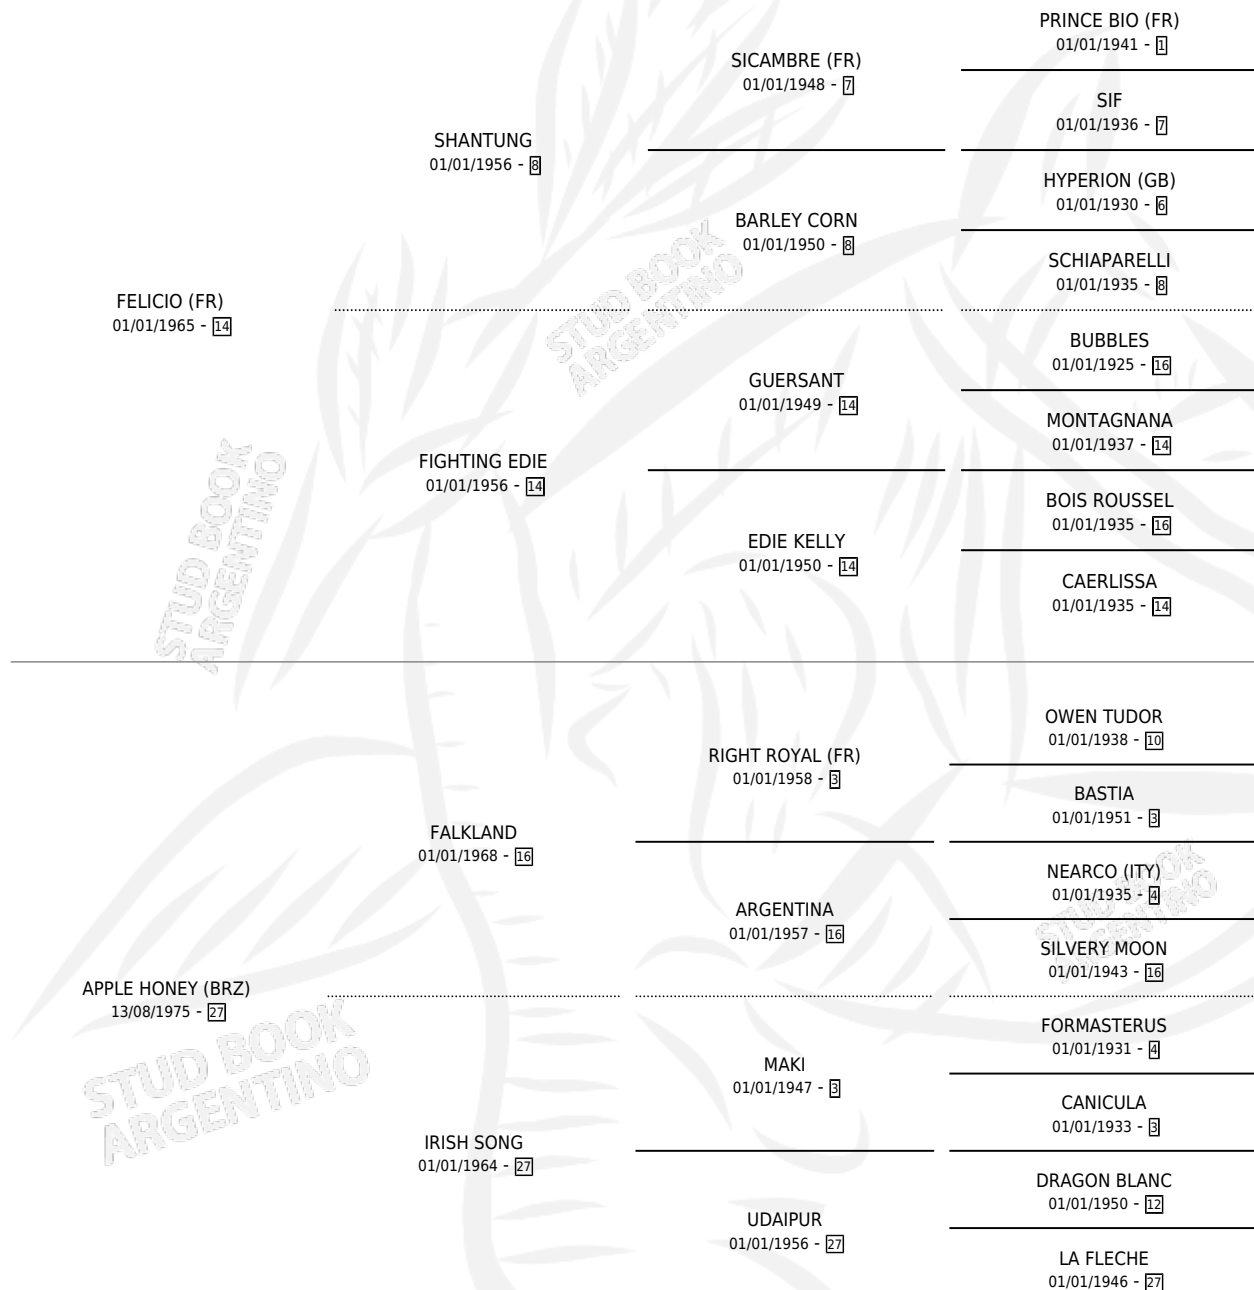 PRINCE BIO (FR)
01/01/1941 - 1
SICAMBRE (FR)
01/01/1948 - 7
SIF
01/01/1936 - 7
SHANTUNG
01/01/1956 - 8
HYPERION (GB)
01/01/1930 - 6
BARLEY CORN
01/01/1950 - 8
SCHIAPARELLI
01/01/1935 - 8
FELICIO (FR)
01/01/1965 - 14
STUD BOOK
ARGENTINO
BUBBLES
01/01/1925 - 16
GUERSANT
01/01/1949 - 14
MONTAGNANA
01/01/1937 - 14
FIGHTING EDIE
01/01/1956 - 14
BOIS ROUSSEL
01/01/1935 - 16
EDIE KELLY
01/01/1950 - 14
CAERLISSA
01/01/1935 - 14
STUD BOOK
ARGENTINO
OWEN TUDOR
01/01/1938 - 10
RIGHT ROYAL (FR)
01/01/1958 - 3
BASTIA
01/01/1951 - 3
FALKLAND
01/01/1968 - 16
NEARCO (ITY)
01/01/1935 - 4
ARGENTINA
01/01/1957 - 16
STUD BOOK
ARGENTINO
SILVERY MOON
01/01/1943 - 16
APPLE HONEY (BRZ)
13/08/1975 - 27
FORMASTERUS
01/01/1931 - 4
MAKI
01/01/1947 - 3
CANICULA
01/01/1933 - 3
STUD BOOK
ARGENTINO
IRISH SONG
01/01/1964 - 27
DRAGON BLANC
01/01/1950 - 12
UDAIPUR
01/01/1956 - 27
LA FLECHE
01/01/1946 - 27